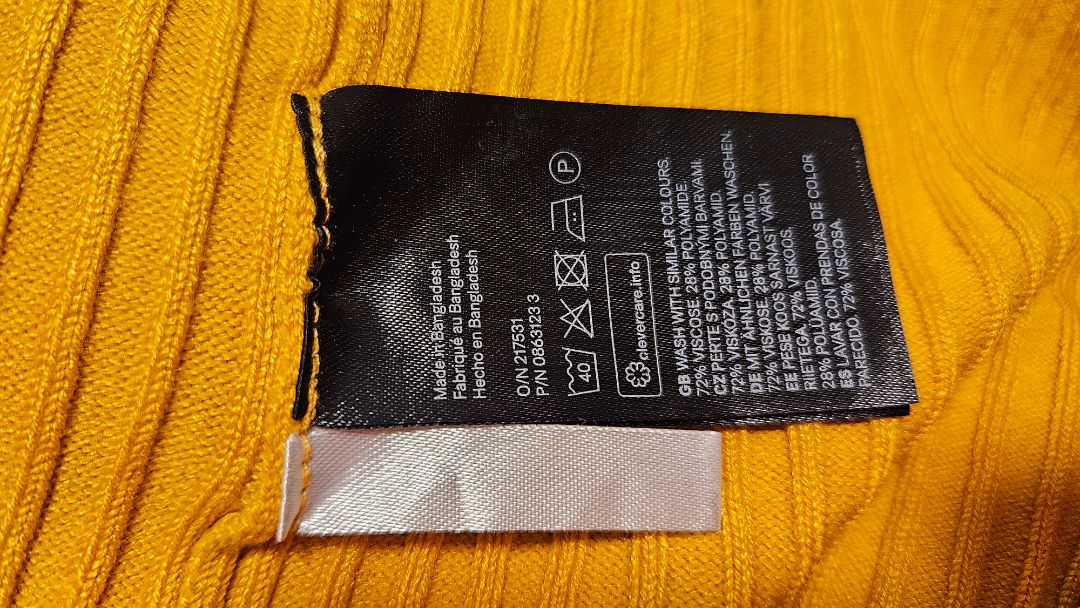 Made in Bangladesh
Fabriqué au Bangladesh
Hecho en Bangladesh
O/N 217531
P/N 0863123 3
40 P
clevercare.info
GB WASH WITH SIMILAR COLOURS.
72% VISCOSE. 28% POLYAMIDE.
CZ PERTE S PODOBNÝMI BARVAMI.
72% VISKÓZA. 28% POLYAMID.
DE MIT ÄHNLICHEN FARBEN WASCHEN.
72% VISKOSE. 28% POLYAMID.
EE PESE KOOS SARNAST VÄRVI
RIETEGA. 72% VISKOOS.
28% POLÜAMIID.
ES LAVAR CON PRENDAS DE COLOR
PARECIDO. 72% VISCOSA.